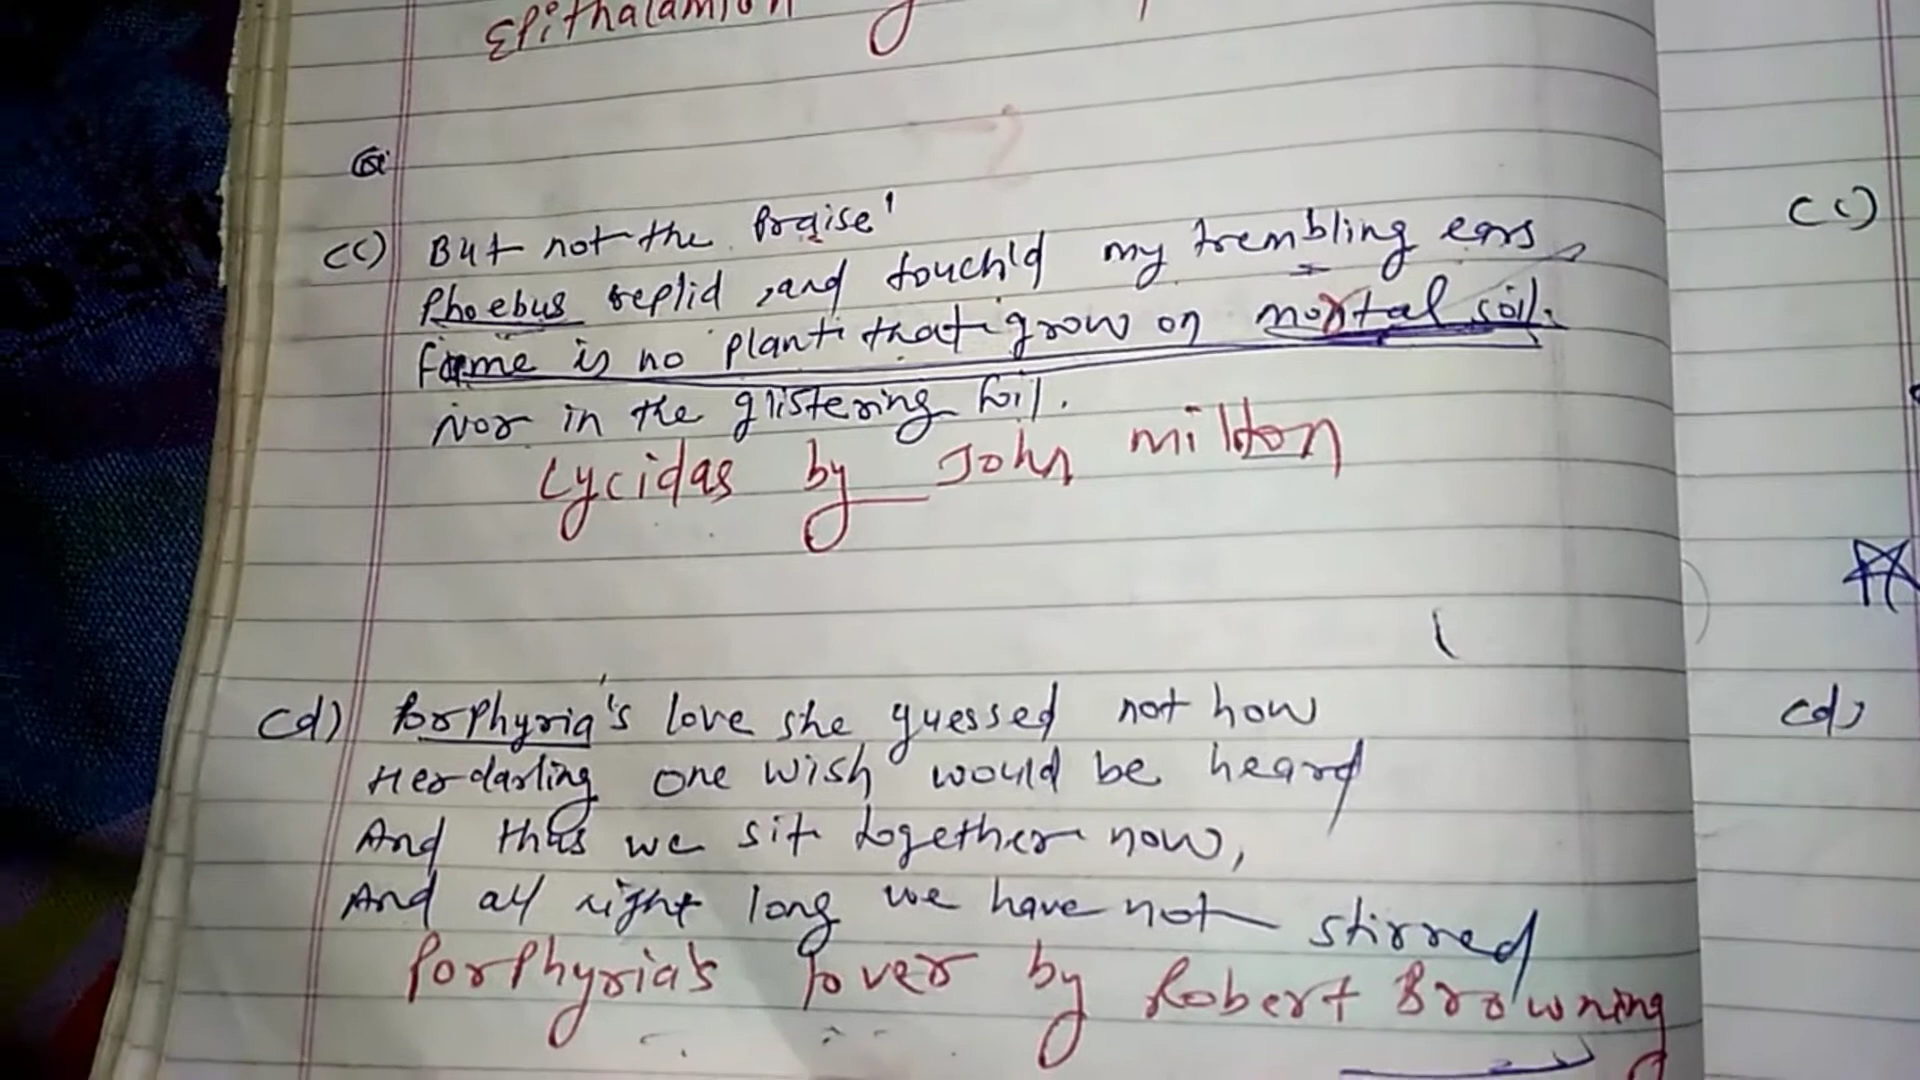 Epithalamion
(c) But not the Praise'
Phoebus replid, and touch'd my trembling ears,
Fame is no plant that grow on mortal soil.
Nor in the glistering foil.
Lycidas by John milton
(d) Porphyria's love she guessed not how
Her darling one wish would be heard
And thus we sit together now,
And all night long we have not stirred
Porphyria's lover by Robert Browning
(c)
(d)